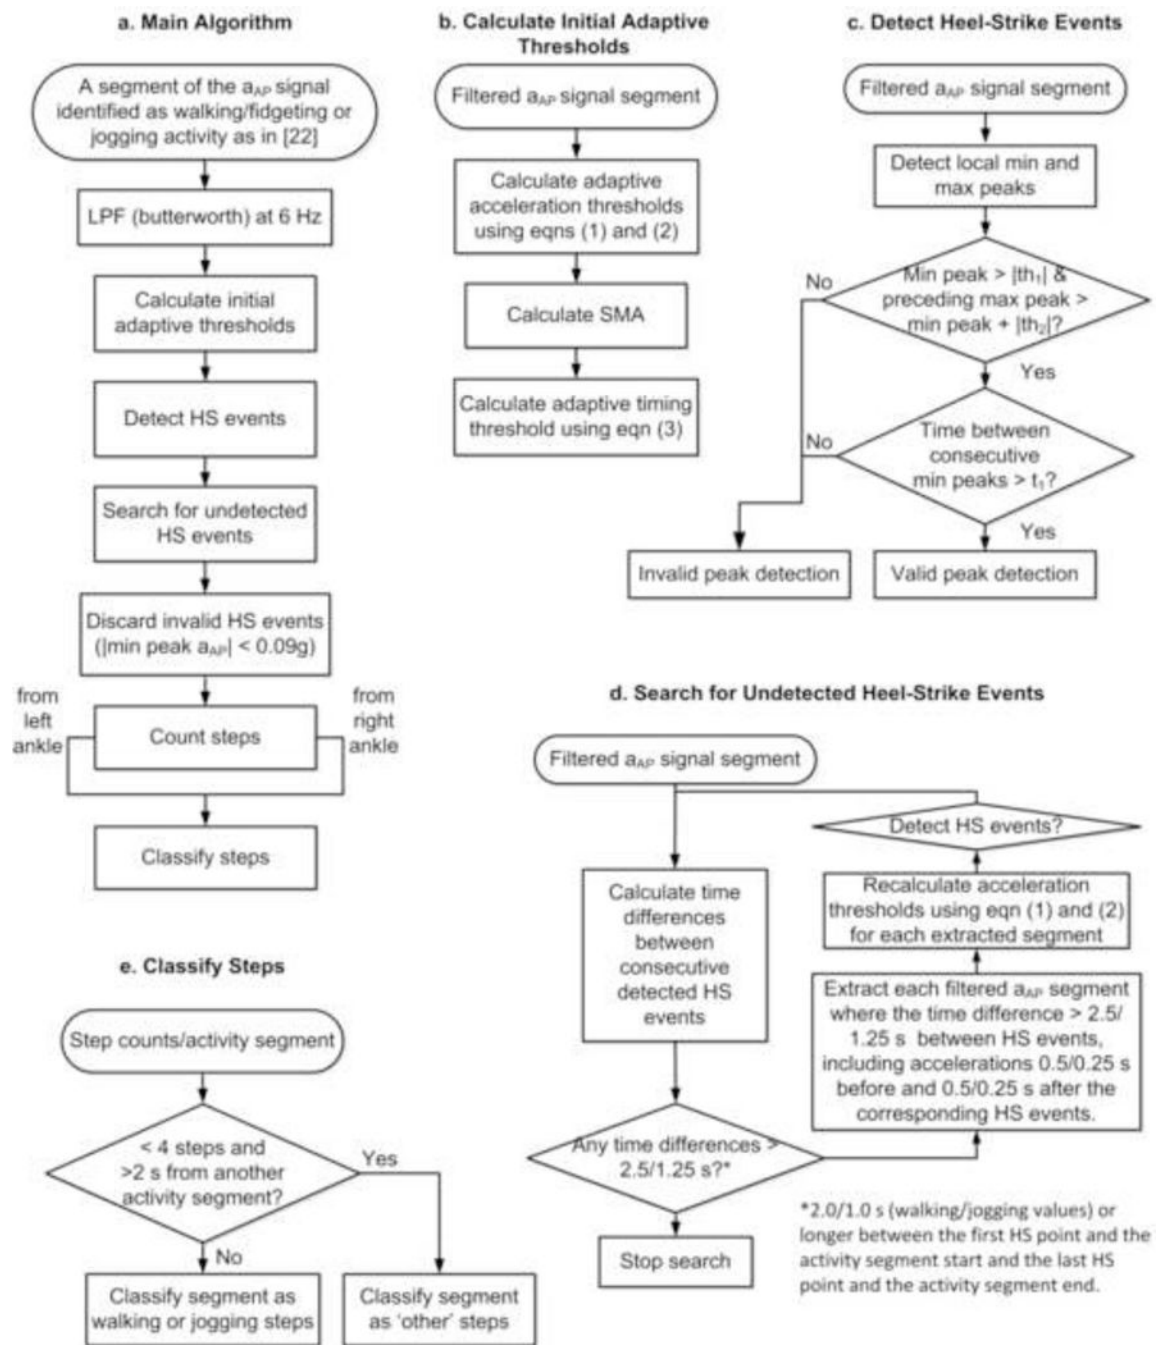 a. Main Algorithm
A segment of the aAP signal
identified as walking/fidgeting or
jogging activity as in [22]
LPF (butterworth) at 6 Hz
Calculate initial
adaptive thresholds
Detect HS events
Search for undetected
HS events
Discard invalid HS events
(|min peak aAP| < 0.09g)
from
left
ankle
Count steps
from
right
ankle
Classify steps
b. Calculate Initial Adaptive
Thresholds
Filtered aAP signal segment
Calculate adaptive
acceleration thresholds
using eqns (1) and (2)
Calculate SMA
Calculate adaptive timing
threshold using eqn (3)
c. Detect Heel-Strike Events
Filtered aAP signal segment
Detect local min and
max peaks
Min peak > |th1| &
preceding max peak >
min peak + |th2|?
No
Yes
Time between
consecutive
min peaks > t1?
No
Yes
Invalid peak detection
Valid peak detection
d. Search for Undetected Heel-Strike Events
Filtered aAP signal segment
Calculate time
differences
between
consecutive
detected HS
events
Any time differences >
2.5/1.25 s?*
Stop search
Detect HS events?
Recalculate acceleration
thresholds using eqn (1) and (2)
for each extracted segment
Extract each filtered aAP segment
where the time difference > 2.5/
1.25 s between HS events,
including accelerations 0.5/0.25 s
before and 0.5/0.25 s after the
corresponding HS events.
*2.0/1.0 s (walking/jogging values) or
longer between the first HS point and the
activity segment start and the last HS
point and the activity segment end.
e. Classify Steps
Step counts/activity segment
< 4 steps and
>2 s from another
activity segment?
Yes
No
Classify segment as
walking or jogging steps
Classify segment
as 'other' steps